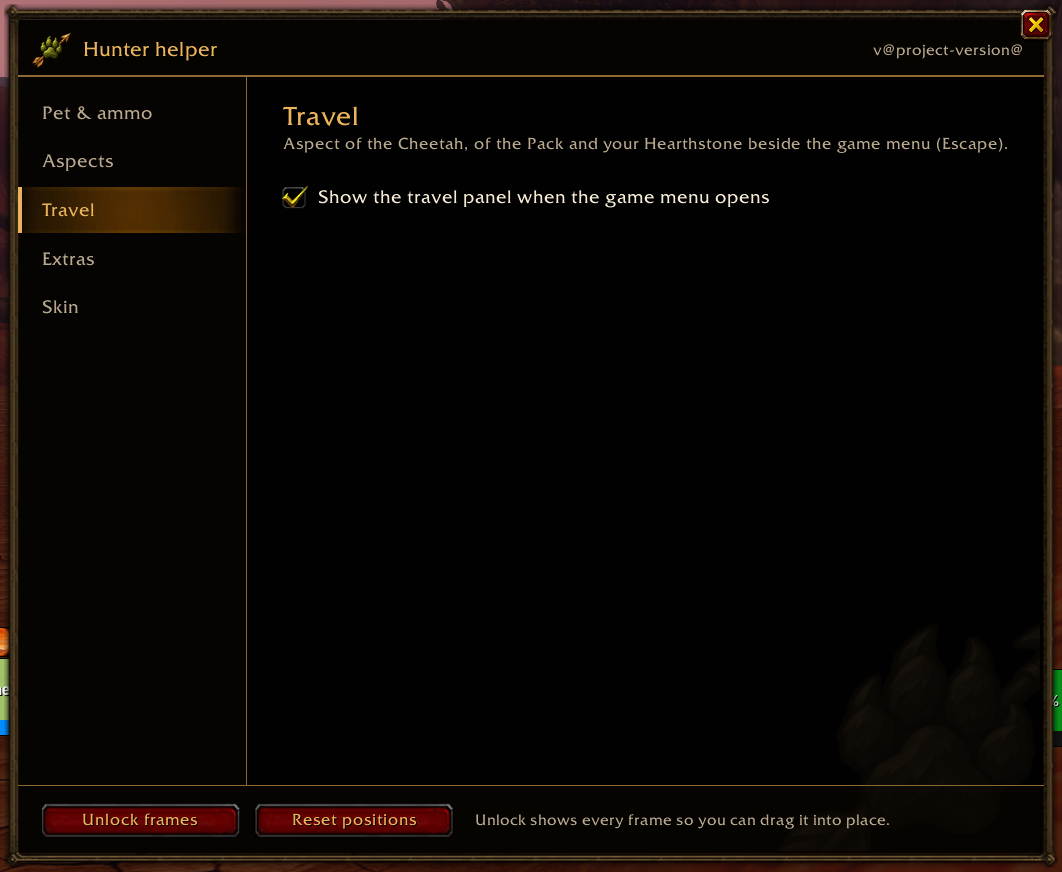 Hunter helper
v@project-version@
Pet & ammo
Aspects
Travel
Extras
Skin
Travel
Aspect of the Cheetah, of the Pack and your Hearthstone beside the game menu (Escape).
Show the travel panel when the game menu opens
Unlock frames
Reset positions
Unlock shows every frame so you can drag it into place.
%